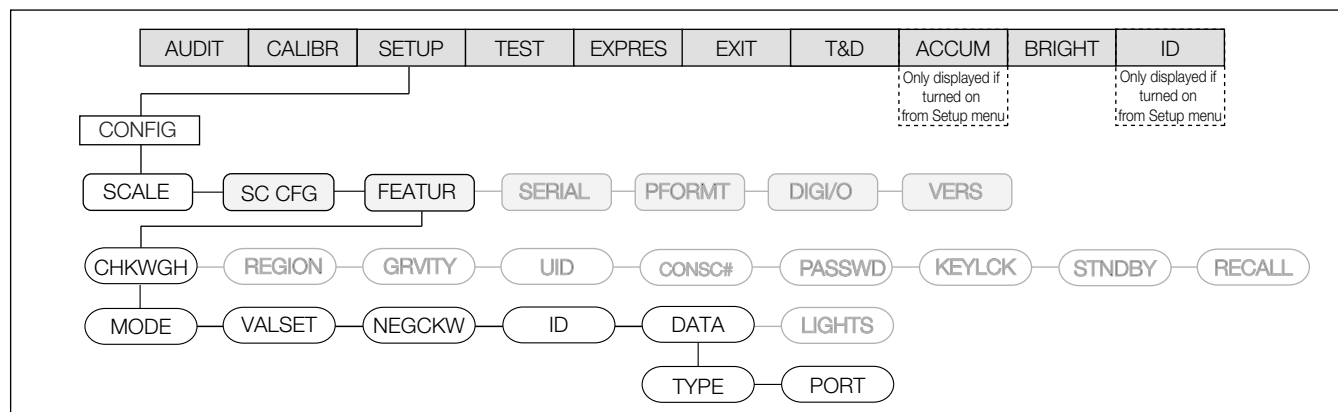 AUDIT CALIBR SETUP TEST EXPRES EXIT T&D ACCUM BRIGHT ID
Only displayed if
turned on
from Setup menu
Only displayed if
turned on
from Setup menu
CONFIG
SCALE SC CFG FEATUR SERIAL PFORMT DIGI/O VERS
CHKWGH REGION GRVITY UID CONSC# PASSWD KEYLCK STNDBY RECALL
MODE VALSET NEGCKW ID DATA LIGHTS
TYPE PORT